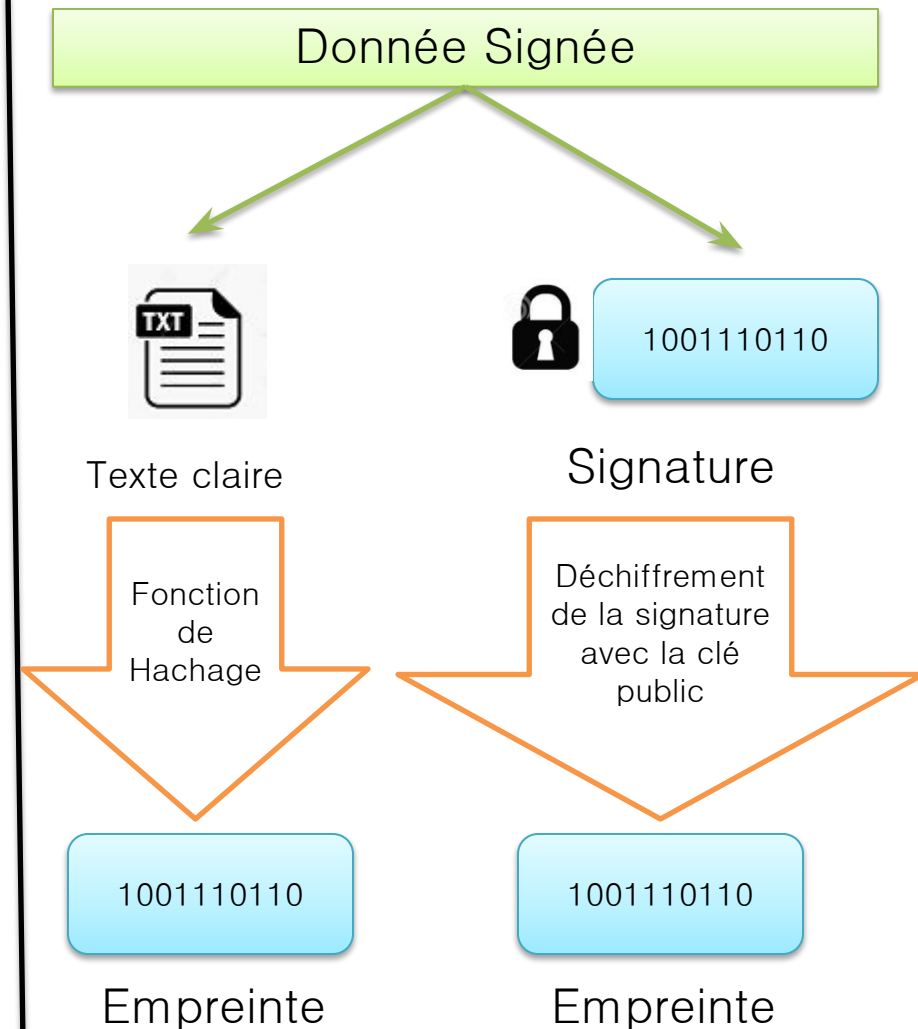 Donnée Signée
TXT
1001110110
Texte claire
Signature
Fonction
de
Hachage
Déchiffrement
de la signature
avec la clé
public
1001110110
1001110110
Empreinte
Empreinte